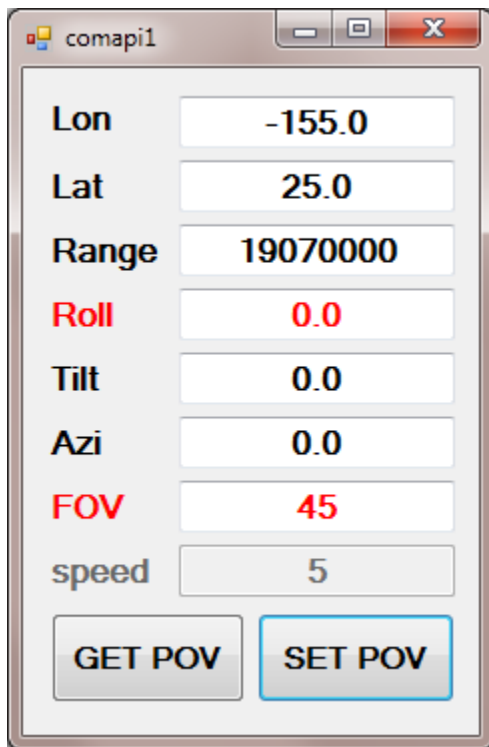 comapi1
Lon -155.0
Lat 25.0
Range 19070000
Roll 0.0
Tilt 0.0
Azi 0.0
FOV 45
speed 5
GET POV SET POV